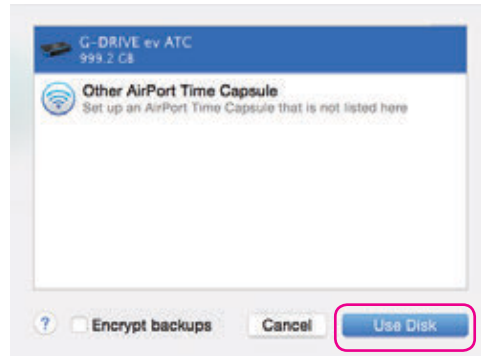 G-DRIVE ev ATC
999.2 GB
Other AirPort Time Capsule
Set up an AirPort Time Capsule that is not listed here
?
Encrypt backups
Cancel
Use Disk